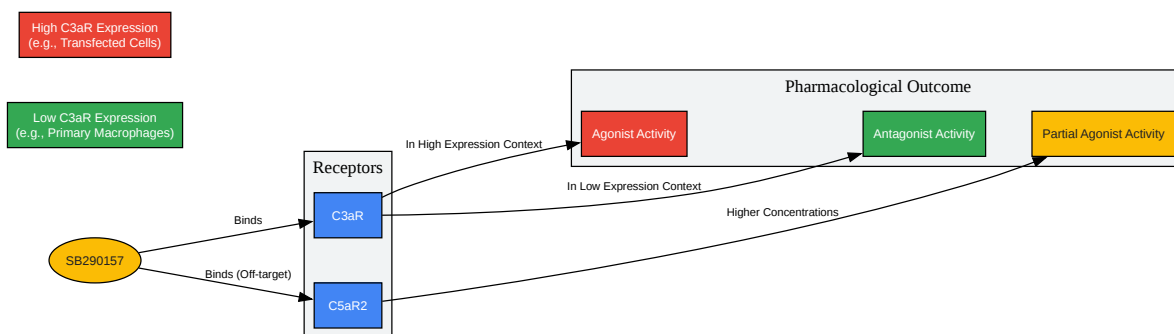 High C3aR Expression
(e.g., Transfected Cells)
Low C3aR Expression
(e.g., Primary Macrophages)
Pharmacological Outcome
Agonist Activity
Antagonist Activity
Partial Agonist Activity
In High Expression Context
In Low Expression Context
Higher Concentrations
Receptors
C3aR
C5aR2
Binds
Binds (Off-target)
SB290157